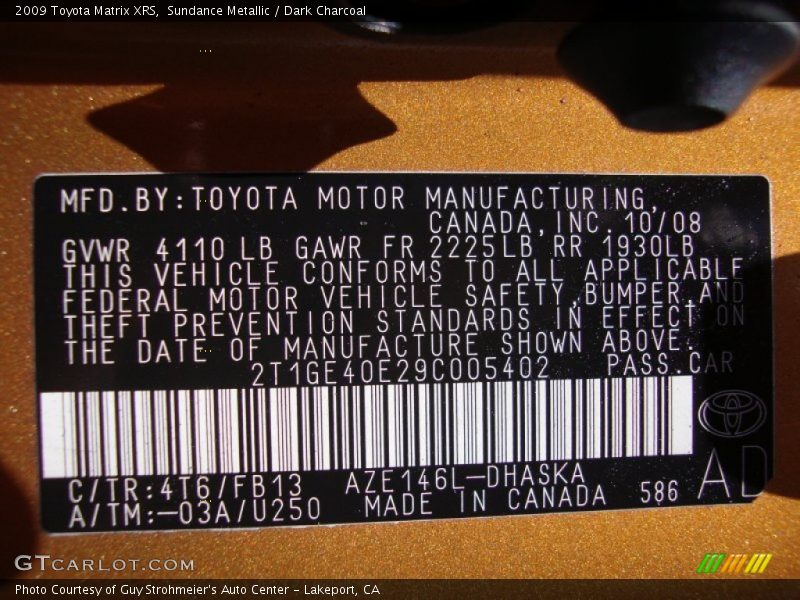 2009 Toyota Matrix XRS, Sundance Metallic / Dark Charcoal
MFD.BY:TOYOTA MOTOR MANUFACTURING,
CANADA,INC. 10/08
GVWR 4110 LB GAWR FR 2225LB RR 1930LB
THIS VEHICLE CONFORMS TO ALL APPLICABLE
FEDERAL MOTOR VEHICLE SAFETY,BUMPER,AND
THEFT PREVENTION STANDARDS IN EFFECT ON
THE DATE OF MANUFACTURE SHOWN ABOVE.
2T1GE40E29C005402 PASS.CAR
C/TR:4T6/FB13 AZE146L-DHASKA
A/TM:-03A/U250 MADE IN CANADA 586 AD
GTCARLOT.COM
Photo Courtesy of Guy Strohmeier's Auto Center - Lakeport, CA